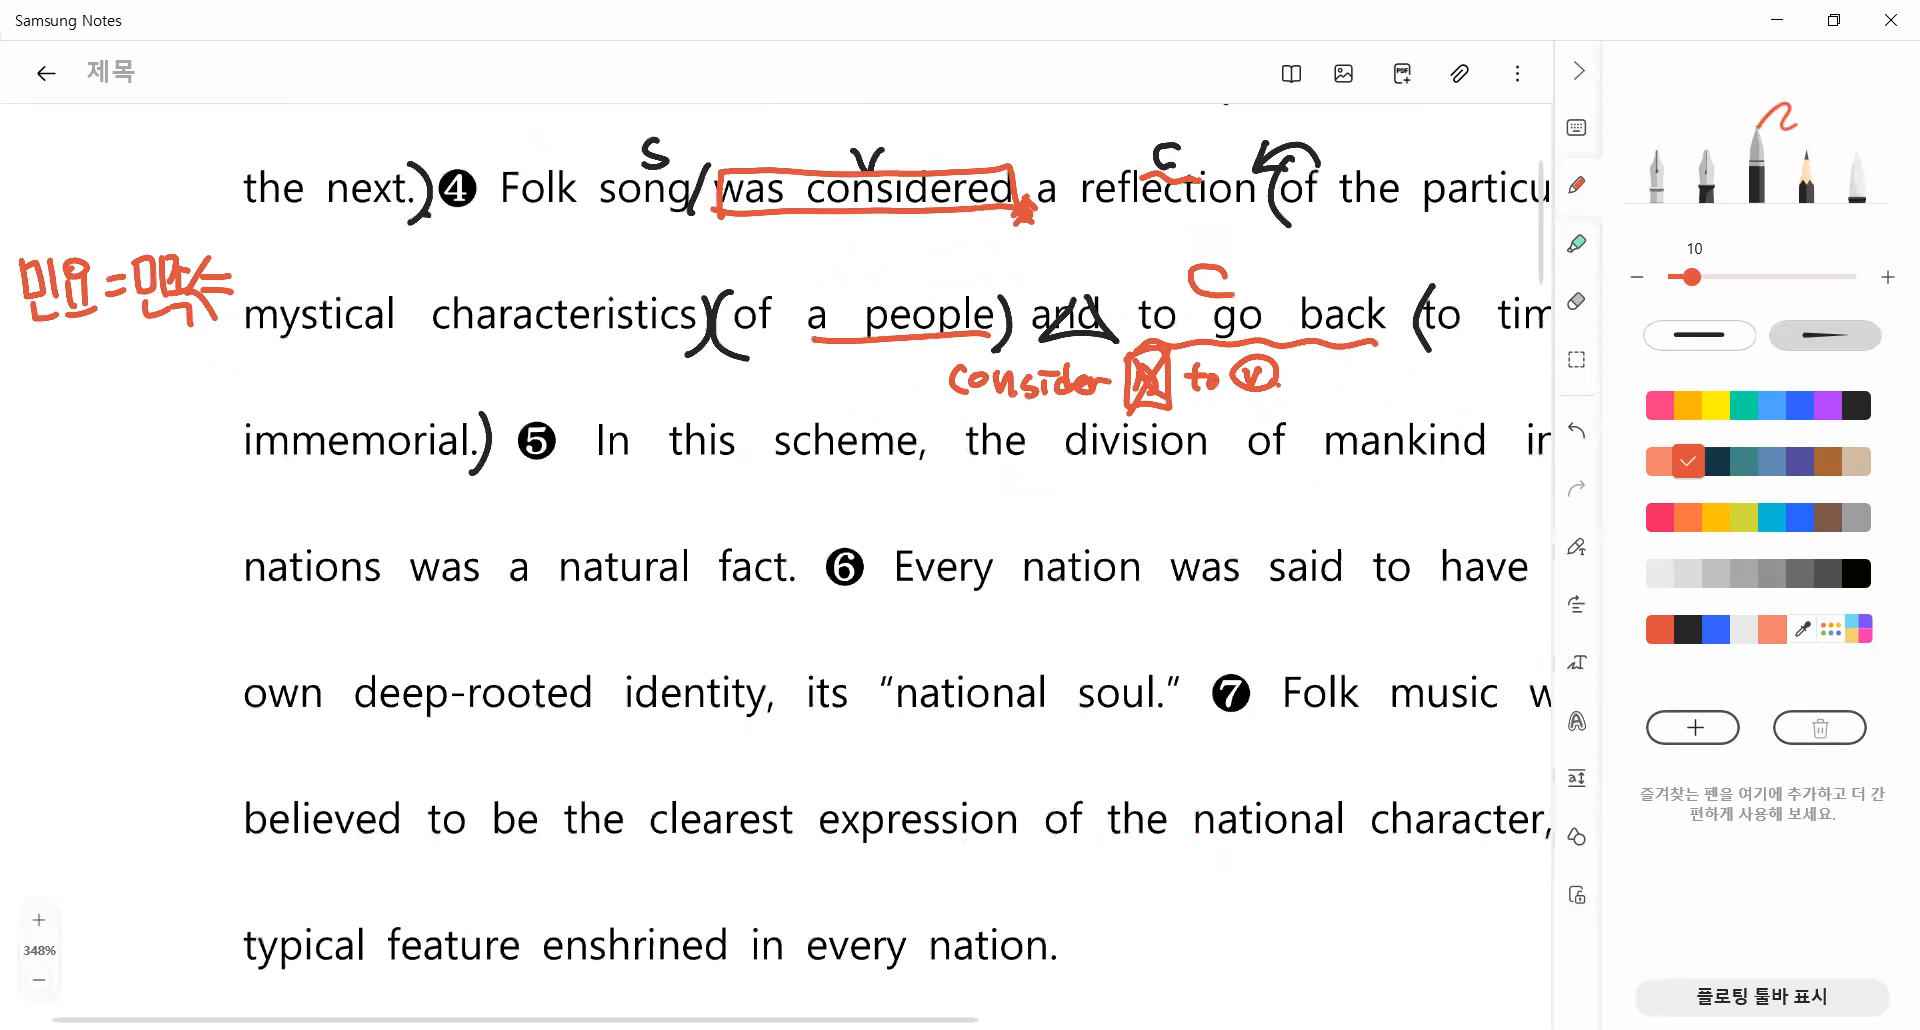 Samsung Notes
제목
S V C
the next.) ❹ Folk song / was considered a reflection (of the particu
민요 = 민족
C
mystical characteristics) (of a people) and to go back (to tim
consider to V
immemorial.) ❺ In this scheme, the division of mankind in
nations was a natural fact. ❻ Every nation was said to have
own deep-rooted identity, its “national soul.” ❼ Folk music w
believed to be the clearest expression of the national character,
typical feature enshrined in every nation.
348%
10
즐겨찾는 펜을 여기에 추가하고 더 간
편하게 사용해 보세요.
플로팅 툴바 표시